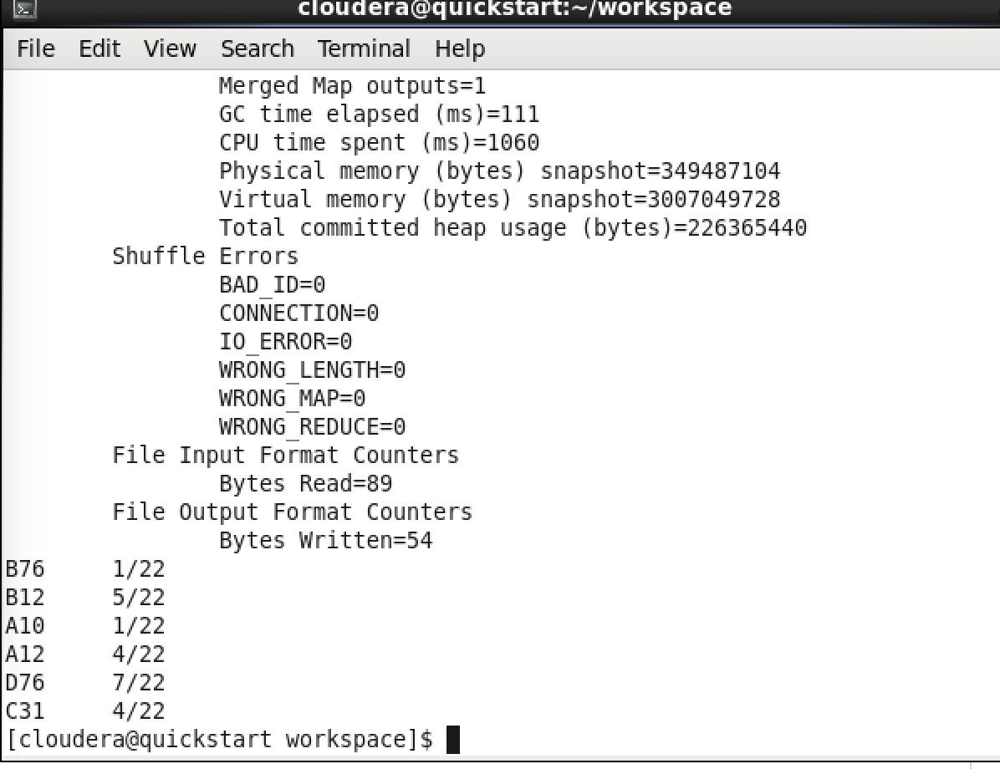 cloudera@quickstart:~/workspace
File Edit View Search Terminal Help
Merged Map outputs=1
GC time elapsed (ms)=111
CPU time spent (ms)=1060
Physical memory (bytes) snapshot=349487104
Virtual memory (bytes) snapshot=3007049728
Total committed heap usage (bytes)=226365440
Shuffle Errors
BAD_ID=0
CONNECTION=0
IO_ERROR=0
WRONG_LENGTH=0
WRONG_MAP=0
WRONG_REDUCE=0
File Input Format Counters
Bytes Read=89
File Output Format Counters
Bytes Written=54
B76 1/22
B12 5/22
A10 1/22
A12 4/22
D76 7/22
C31 4/22
[cloudera@quickstart workspace]$